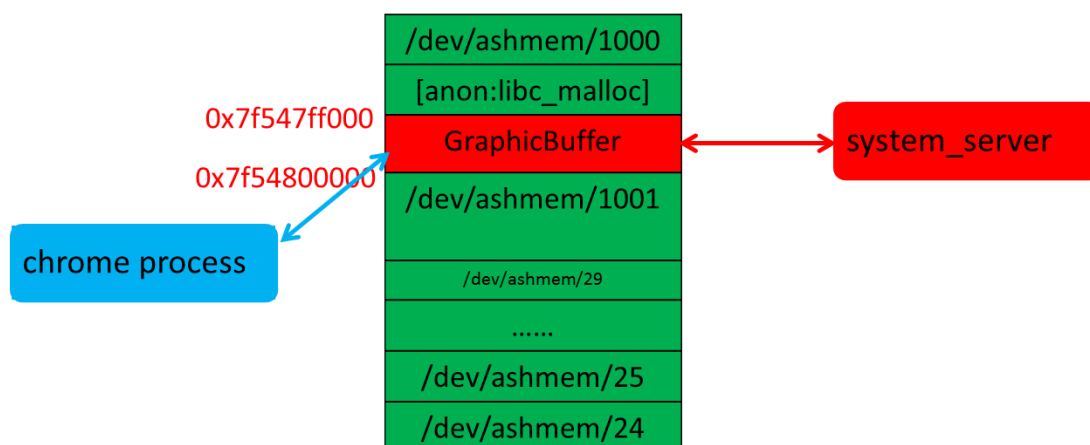 /dev/ashmem/1000
[anon:libc_malloc]
0x7f547ff000
GraphicBuffer
system_server
0x7f54800000
/dev/ashmem/1001
chrome process
/dev/ashmem/29
......
/dev/ashmem/25
/dev/ashmem/24